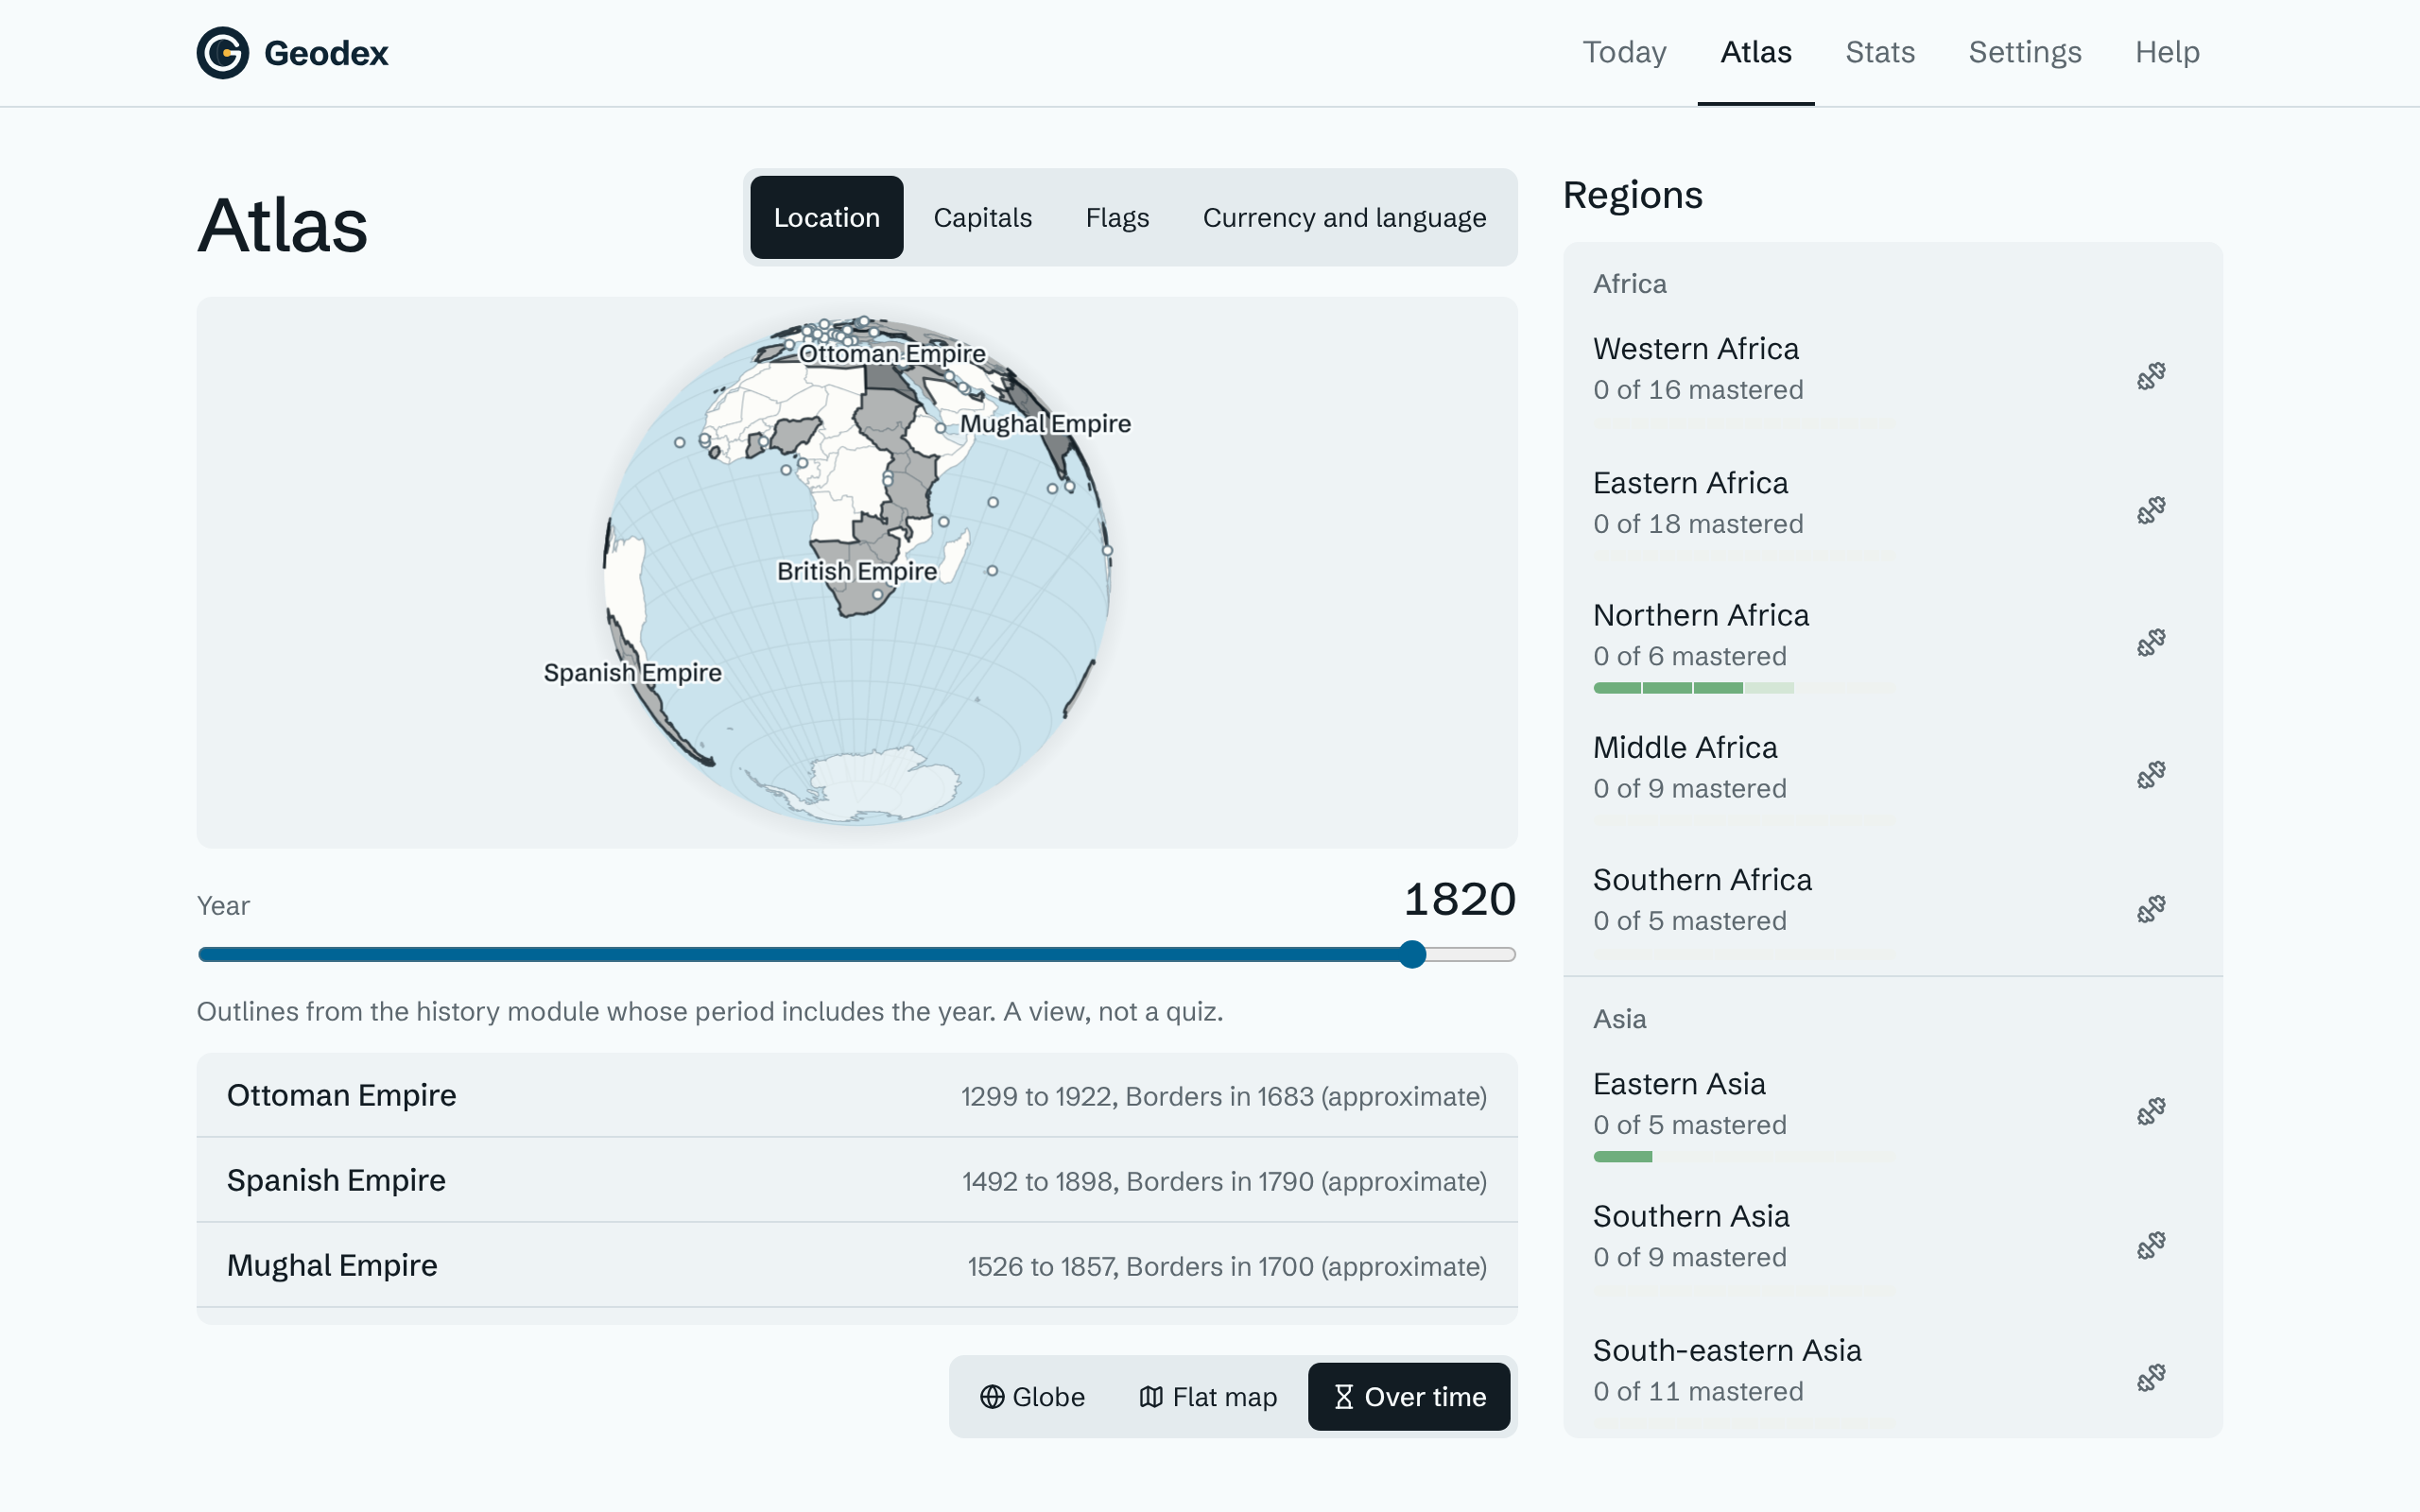 Geodex
Today
Atlas
Stats
Settings
Help
Atlas
Location
Capitals
Flags
Currency and language
Ottoman Empire
Mughal Empire
British Empire
Spanish Empire
Year
1820
Outlines from the history module whose period includes the year. A view, not a quiz.
Ottoman Empire
1299 to 1922, Borders in 1683 (approximate)
Spanish Empire
1492 to 1898, Borders in 1790 (approximate)
Mughal Empire
1526 to 1857, Borders in 1700 (approximate)
Globe
Flat map
Over time
Regions
Africa
Western Africa
0 of 16 mastered
Eastern Africa
0 of 18 mastered
Northern Africa
0 of 6 mastered
Middle Africa
0 of 9 mastered
Southern Africa
0 of 5 mastered
Asia
Eastern Asia
0 of 5 mastered
Southern Asia
0 of 9 mastered
South-eastern Asia
0 of 11 mastered